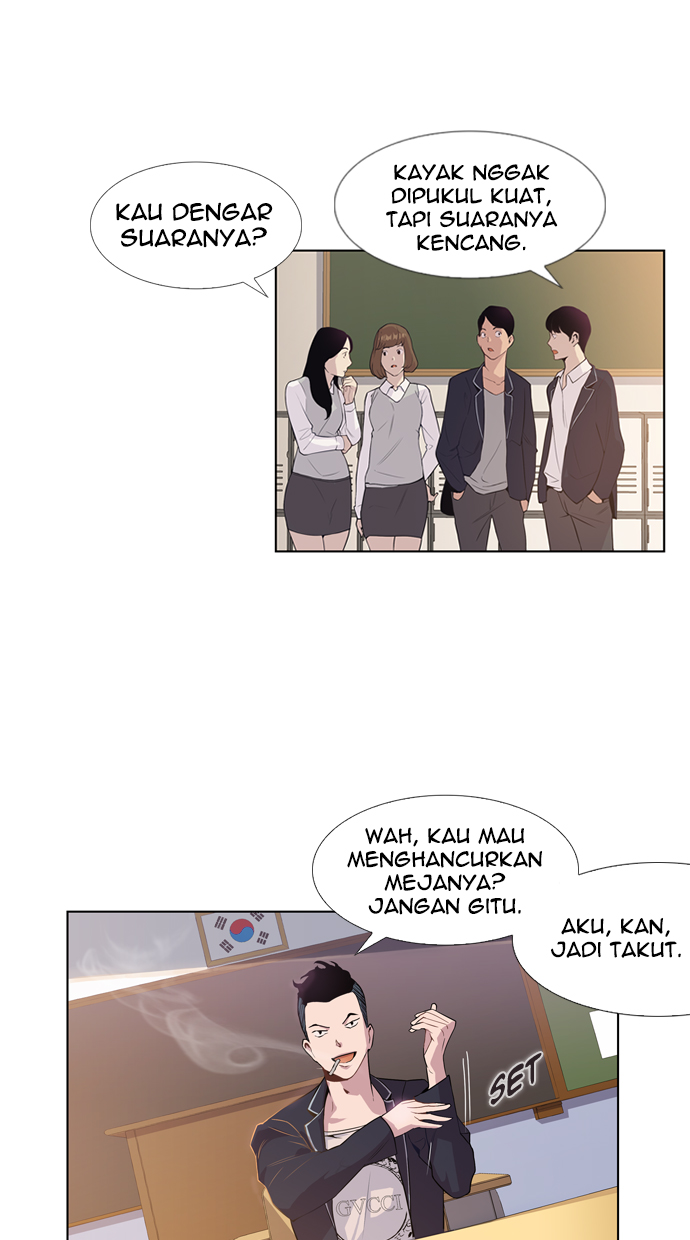 KAU DENGAR
SUARANYA?
KAYAK NGGAK
DIPUKUL KUAT,
TAPI SUARANYA
KENCANG.
WAH, KAU MAU
MENGHANCURKAN
MEJANYA?
JANGAN GITU.
AKU, KAN,
JADI TAKUT.
SET
GVCCI